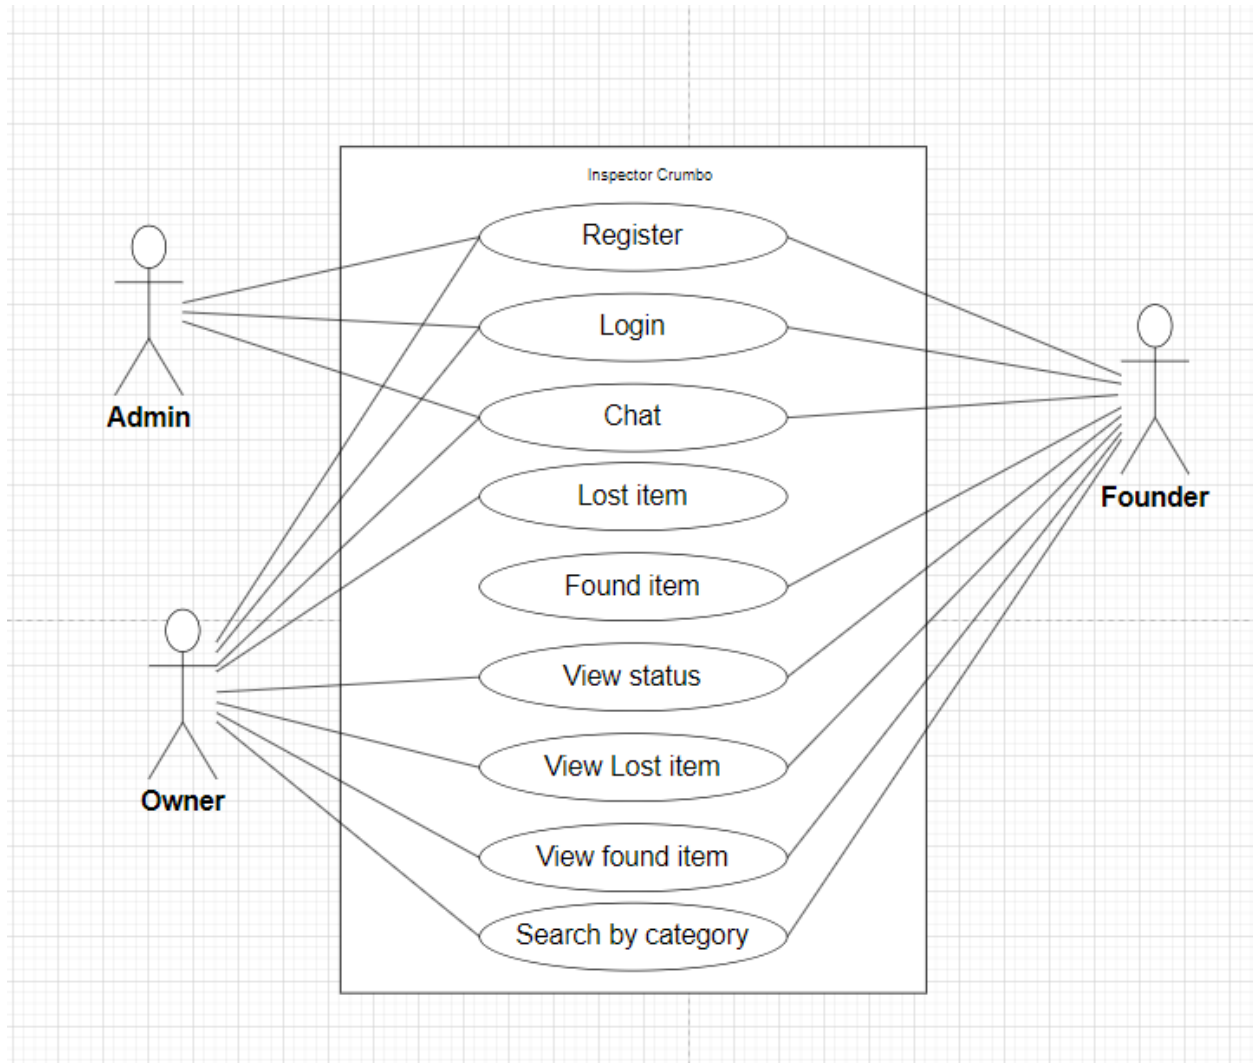 Inspector Crumbo
Register
Login
Chat
Lost item
Found item
View status
View Lost item
View found item
Search by category
Admin
Owner
Founder